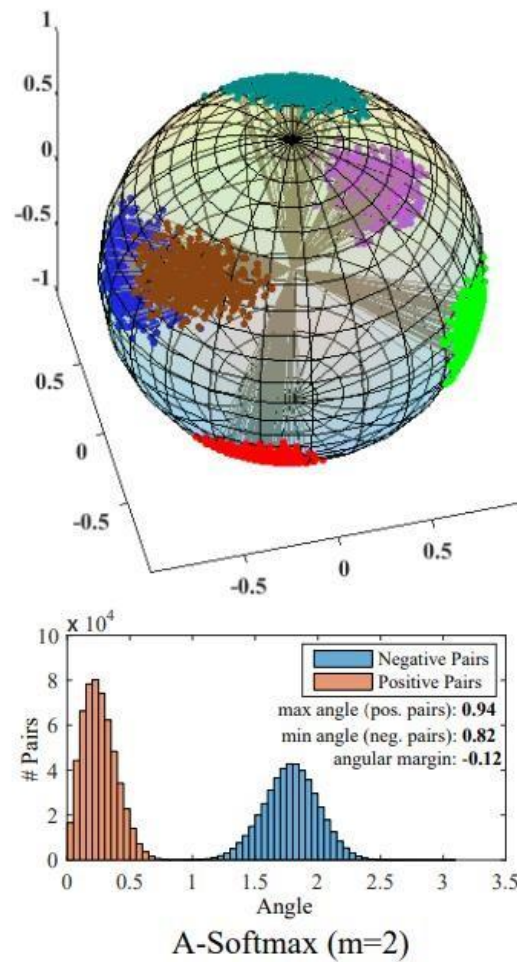 1
0.5
0
-0.5
-1
0.5
0
-0.5
-0.5
0
0.5
× 10⁴
10
8
6
4
2
0
# Pairs
Negative Pairs
Positive Pairs
max angle (pos. pairs): 0.94
min angle (neg. pairs): 0.82
angular margin: -0.12
0 0.5 1 1.5 2 2.5 3 3.5
Angle
A-Softmax (m=2)